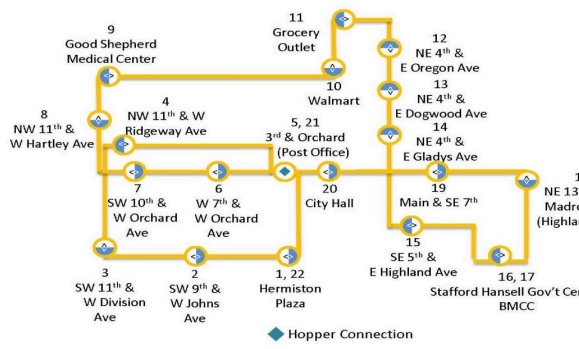 9
Good Shepherd
Medical Center
11
Grocery
Outlet
12
NE 4th &
E Oregon Ave
13
NE 4th &
E Dogwood Ave
14
NE 4th &
E Gladys Ave
10
Walmart
8
NW 11th &
W Hartley Ave
4
NW 11th & W
Ridgeway Ave
5, 21
3rd & Orchard
(Post Office)
7
SW 10th &
W Orchard
Ave
6
W 7th &
W Orchard
Ave
20
City Hall
19
Main & SE 7th
1
NE 13
Madre
(Highlan
3
SW 11th &
W Division
Ave
2
SW 9th &
W Johns
Ave
1, 22
Hermiston
Plaza
15
SE 5th &
E Highland Ave
16, 17
Stafford Hansell Gov't Cen
BMCC
Hopper Connection